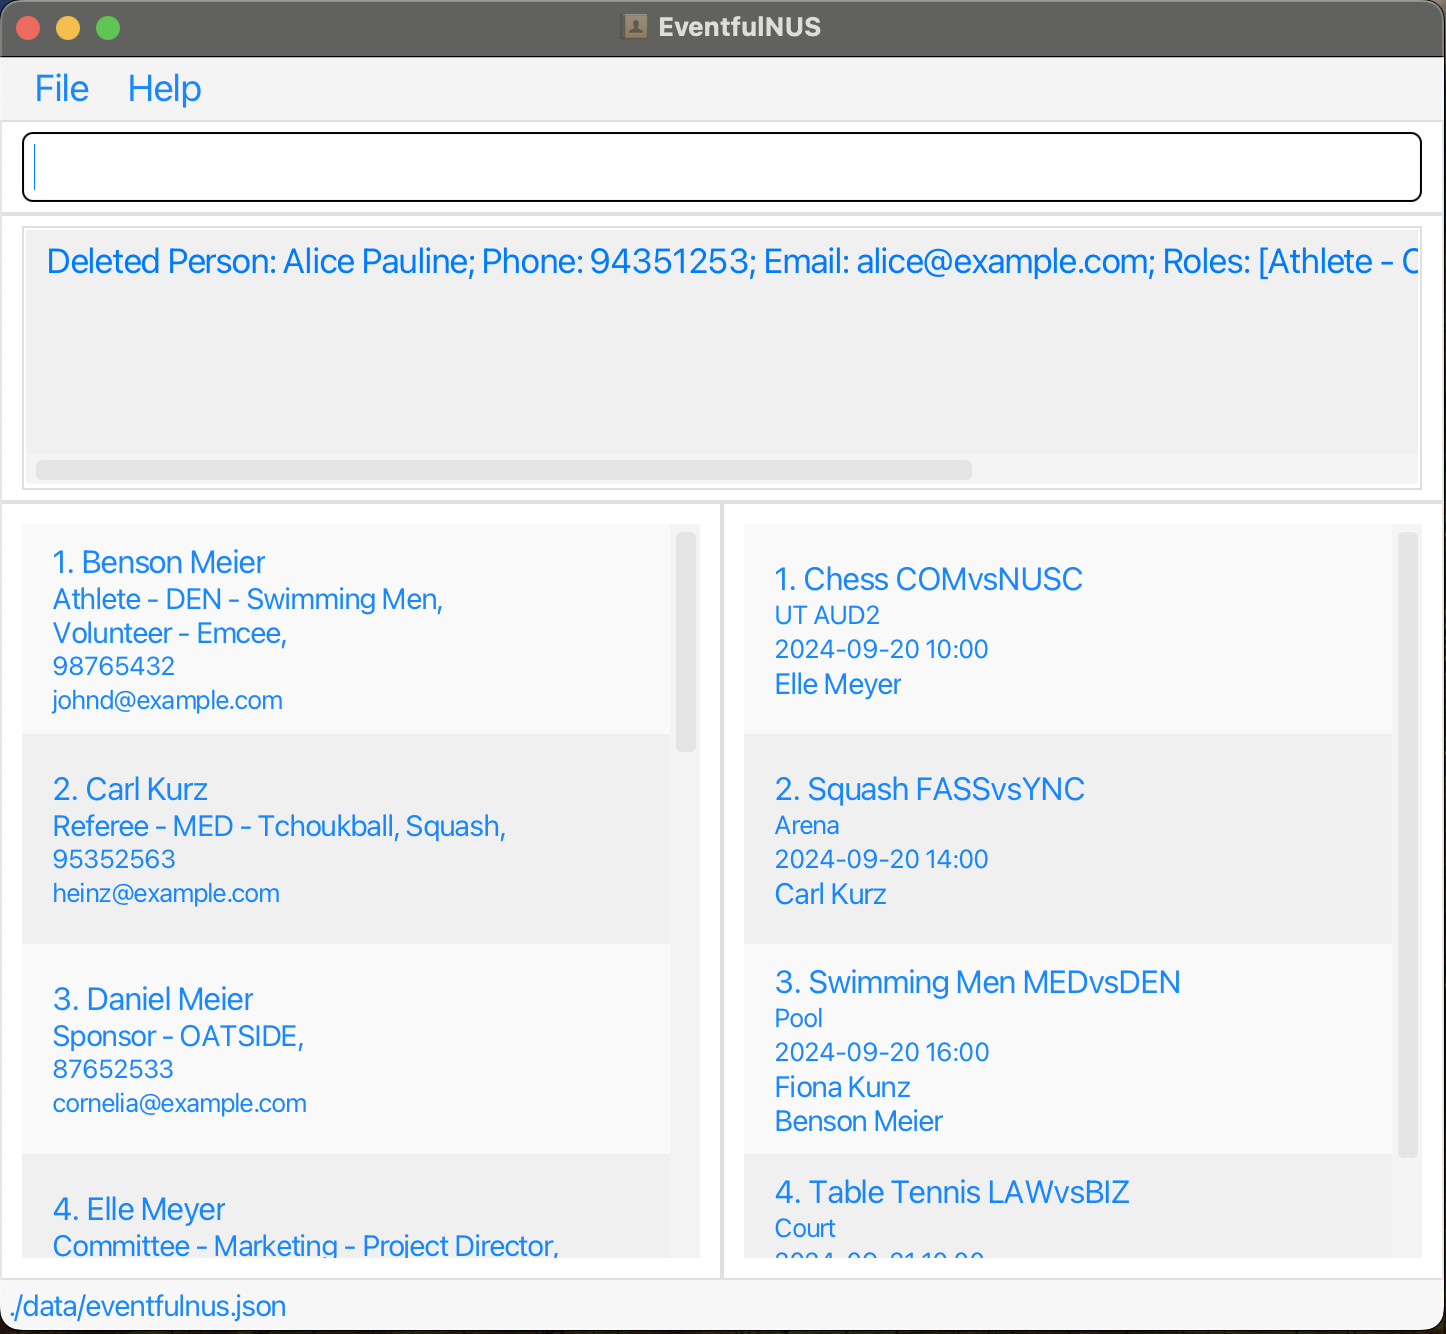 EventfulNUS
File Help
Deleted Person: Alice Pauline; Phone: 94351253; Email: alice@example.com; Roles: [Athlete -
1. Benson Meier
Athlete - DEN - Swimming Men,
Volunteer - Emcee,
98765432
johnd@example.com
2. Carl Kurz
Referee - MED - Tchoukball, Squash,
95352563
heinz@example.com
3. Daniel Meier
Sponsor - OATSIDE,
87652533
cornelia@example.com
4. Elle Meyer
Committee - Marketing - Project Director,
1. Chess COMvsNUSC
UT AUD2
2024-09-20 10:00
Elle Meyer
2. Squash FASSvsYNC
Arena
2024-09-20 14:00
Carl Kurz
3. Swimming Men MEDvsDEN
Pool
2024-09-20 16:00
Fiona Kunz
Benson Meier
4. Table Tennis LAWvsBIZ
Court
./data/eventfulnus.json